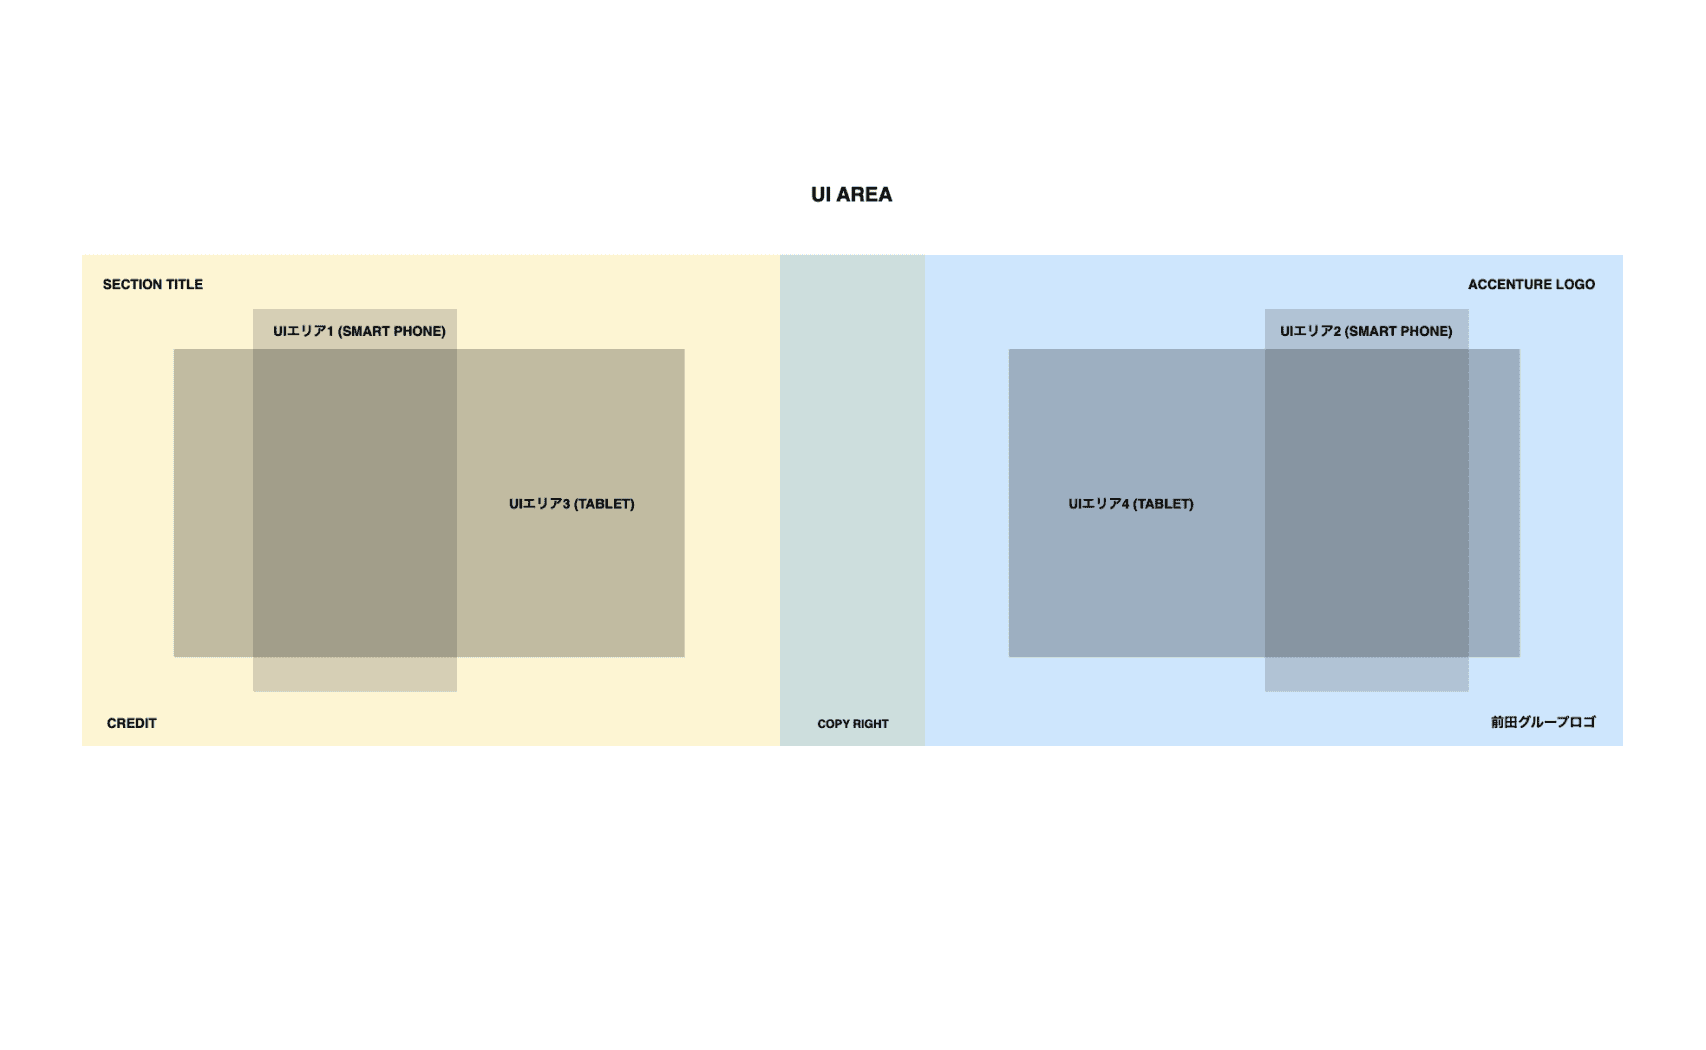 UI AREA
SECTION TITLE
ACCENTURE LOGO
UIエリア1 (SMART PHONE)
UIエリア2 (SMART PHONE)
UIエリア3 (TABLET)
UIエリア4 (TABLET)
CREDIT
COPY RIGHT
前田グループロゴ